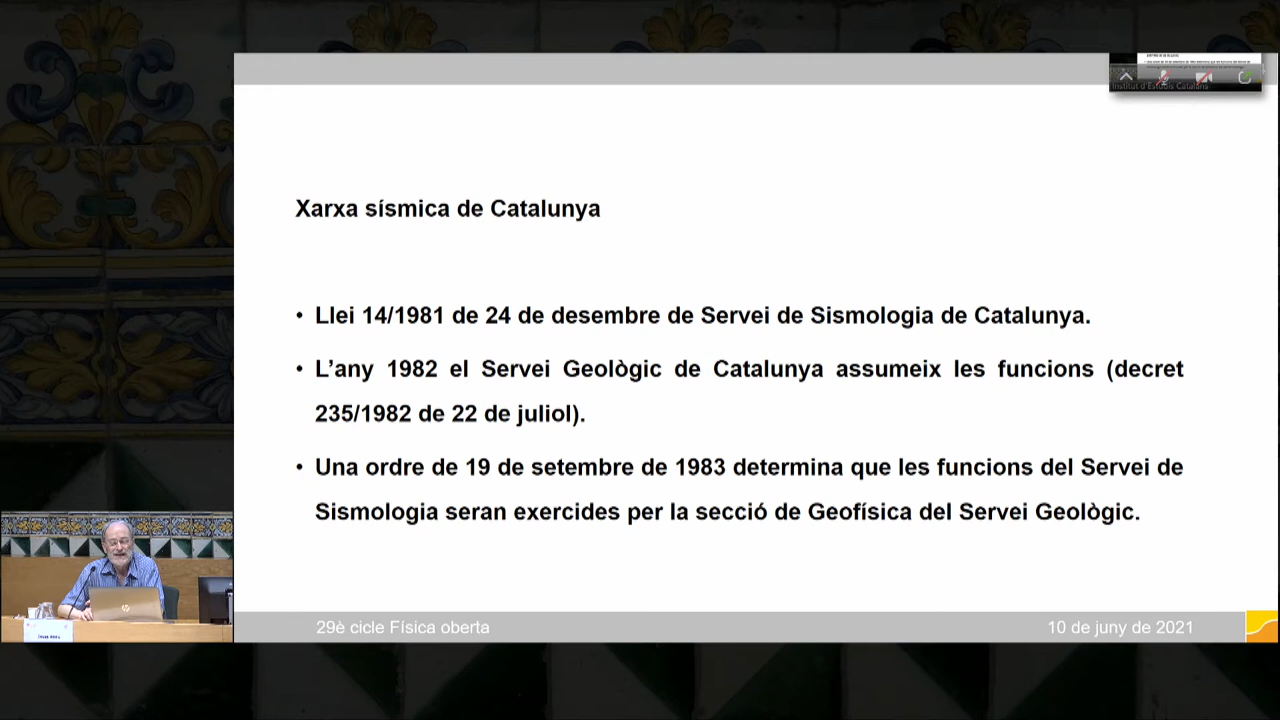 Institut d'Estudis Catalans
Xarxa sísmica de Catalunya
• Llei 14/1981 de 24 de desembre de Servei de Sismologia de Catalunya.
• L’any 1982 el Servei Geològic de Catalunya assumeix les funcions (decret
235/1982 de 22 de juliol).
• Una ordre de 19 de setembre de 1983 determina que les funcions del Servei de
Sismologia seran exercides per la secció de Geofísica del Servei Geològic.
29è cicle Física oberta
10 de juny de 2021